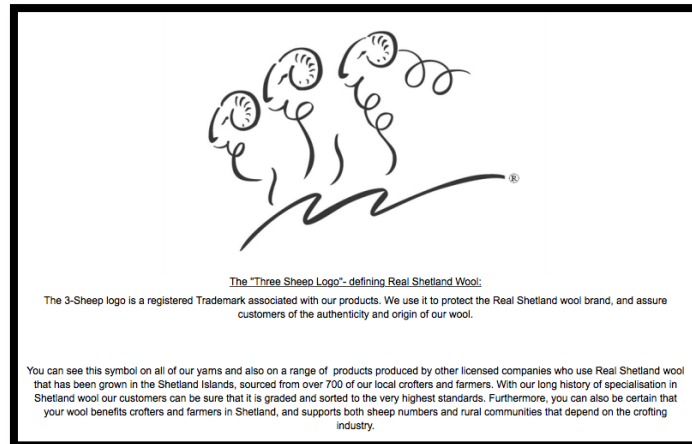 ®
The "Three Sheep Logo"- defining Real Shetland Wool:
The 3-Sheep logo is a registered Trademark associated with our products. We use it to protect the Real Shetland wool brand, and assure
customers of the authenticity and origin of our wool.
You can see this symbol on all of our yarns and also on a range of products produced by other licensed companies who use Real Shetland wool
that has been grown in the Shetland Islands, sourced from over 700 of our local crofters and farmers. With our long history of specialisation in
Shetland wool our customers can be sure that it is graded and sorted to the very highest standards. Furthermore, you can also be certain that
your wool benefits crofters and farmers in Shetland, and supports both sheep numbers and rural communities that depend on the crofting
industry.